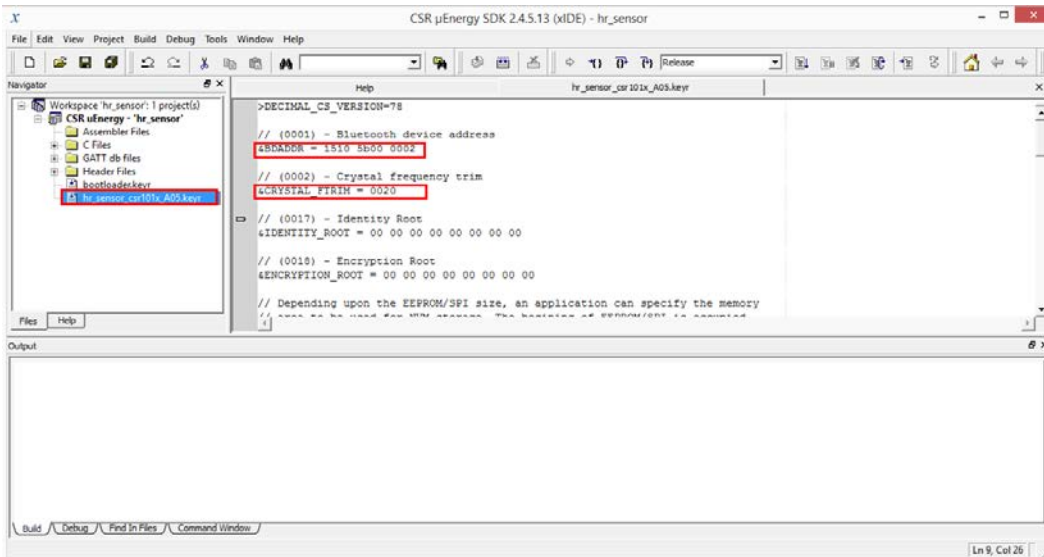 X CSR µEnergy SDK 2.4.5.13 (xIDE) - hr_sensor
File Edit View Project Build Debug Tools Window Help
Release
Navigator
Help hr_sensor_csr101x_A05.keyr
Workspace 'hr_sensor': 1 project(s)
CSR uEnergy - 'hr_sensor'
Assembler Files
C Files
GATT db files
Header Files
bootloader.keyr
hr_sensor_csr101x_A05.keyr
Files Help
>DECIMAL_CS_VERSION=78
// (0001) - Bluetooth device address
&BDADDR = 1510 5b00 0002
// (0002) - Crystal frequency trim
&CRYSTAL_FTRIM = 0020
// (0017) - Identity Root
&IDENTITY_ROOT = 00 00 00 00 00 00 00 00
// (0018) - Encryption Root
&ENCRYPTION_ROOT = 00 00 00 00 00 00 00 00
// Depending upon the EEPROM/SPI size, an application can specify the memory
Output
Build Debug Find In Files Command Window
Ln 9, Col 26